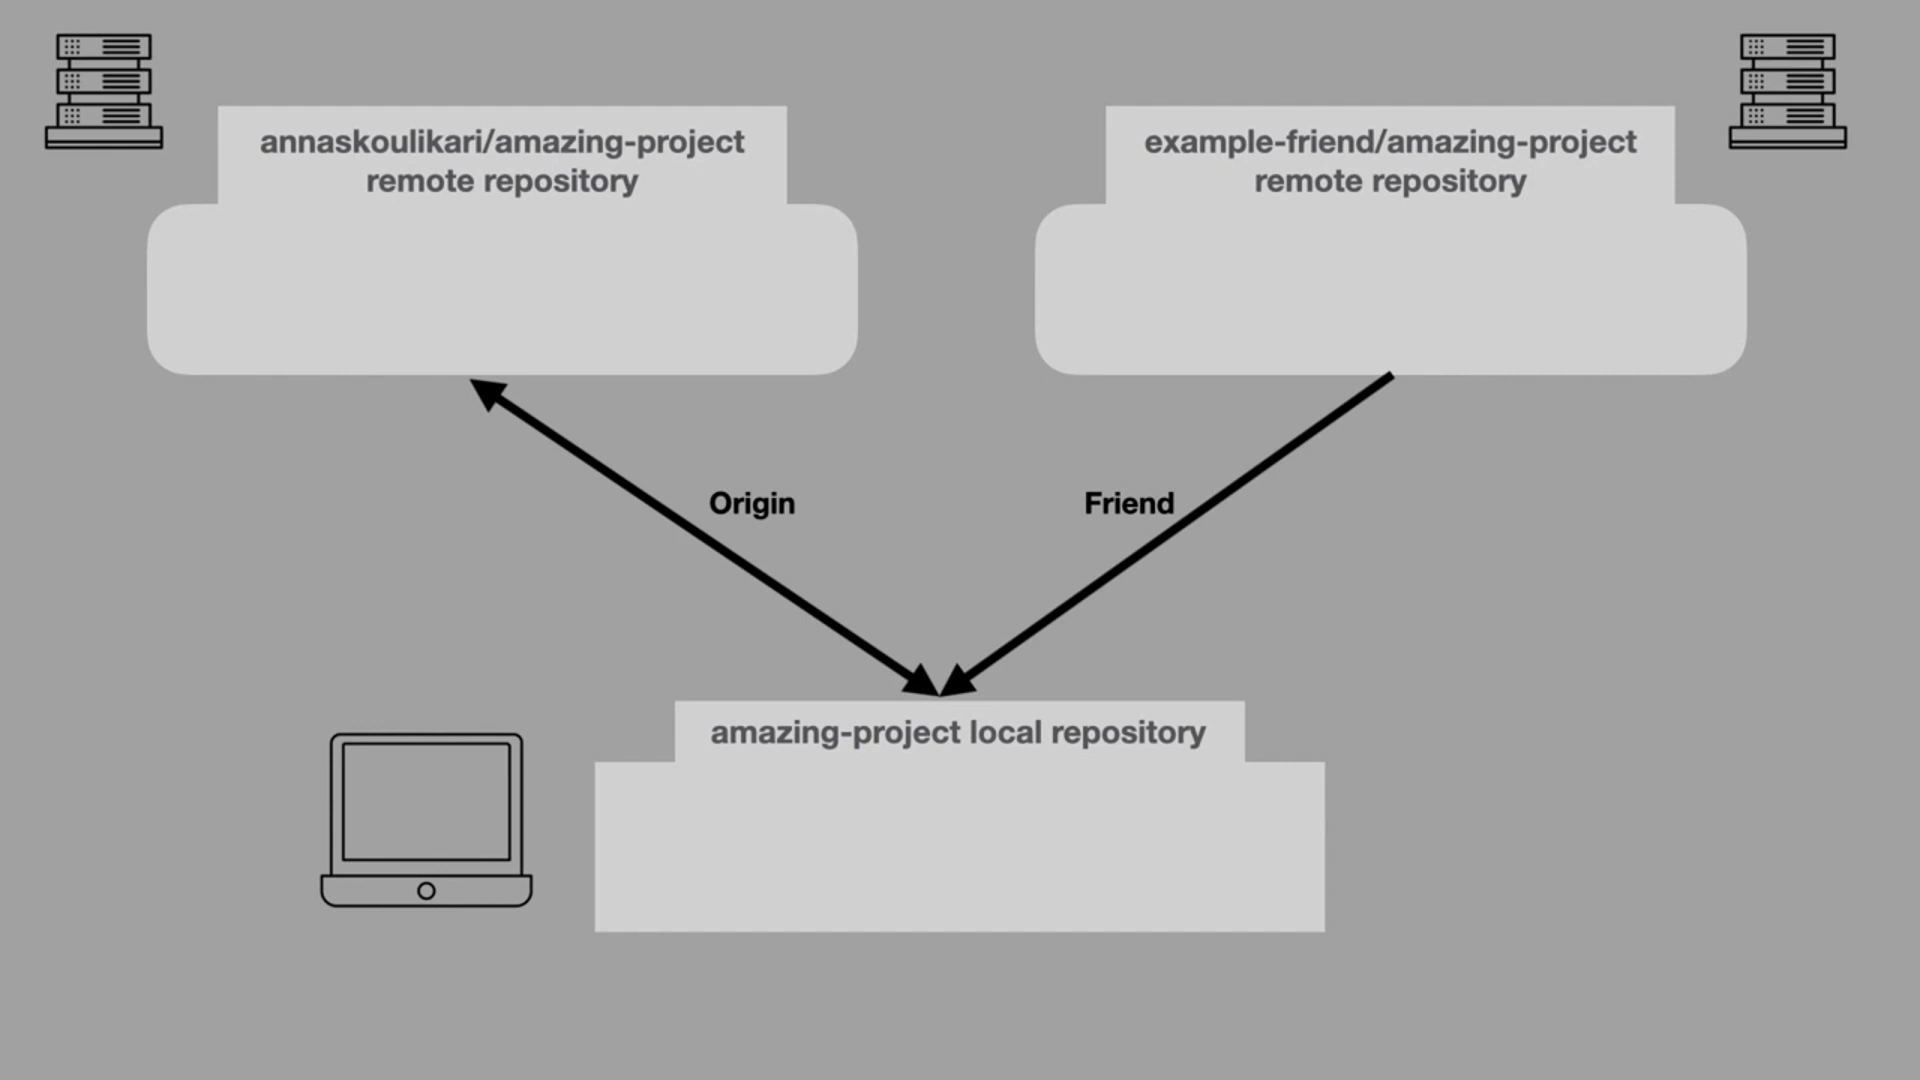 annaskoulikari/amazing-project
remote repository
example-friend/amazing-project
remote repository
Origin
Friend
amazing-project local repository